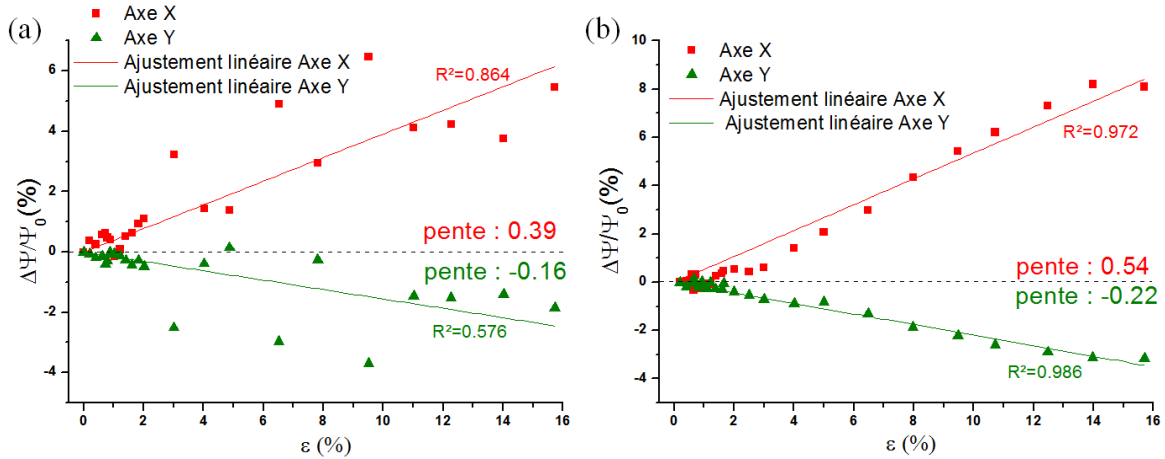 (a)
Axe X
Axe Y
Ajustement linéaire Axe X
Ajustement linéaire Axe Y
R²=0.864
pente : 0.39
pente : -0.16
R²=0.576
ΔΨ/Ψ₀(%)
6
4
2
0
-2
-4
0 2 4 6 8 10 12 14 16
ε (%)
(b)
Axe X
Axe Y
Ajustement linéaire Axe X
Ajustement linéaire Axe Y
R²=0.972
pente : 0.54
pente : -0.22
R²=0.986
ΔΨ/Ψ₀(%)
10
8
6
4
2
0
-2
-4
0 2 4 6 8 10 12 14 16
ε (%)